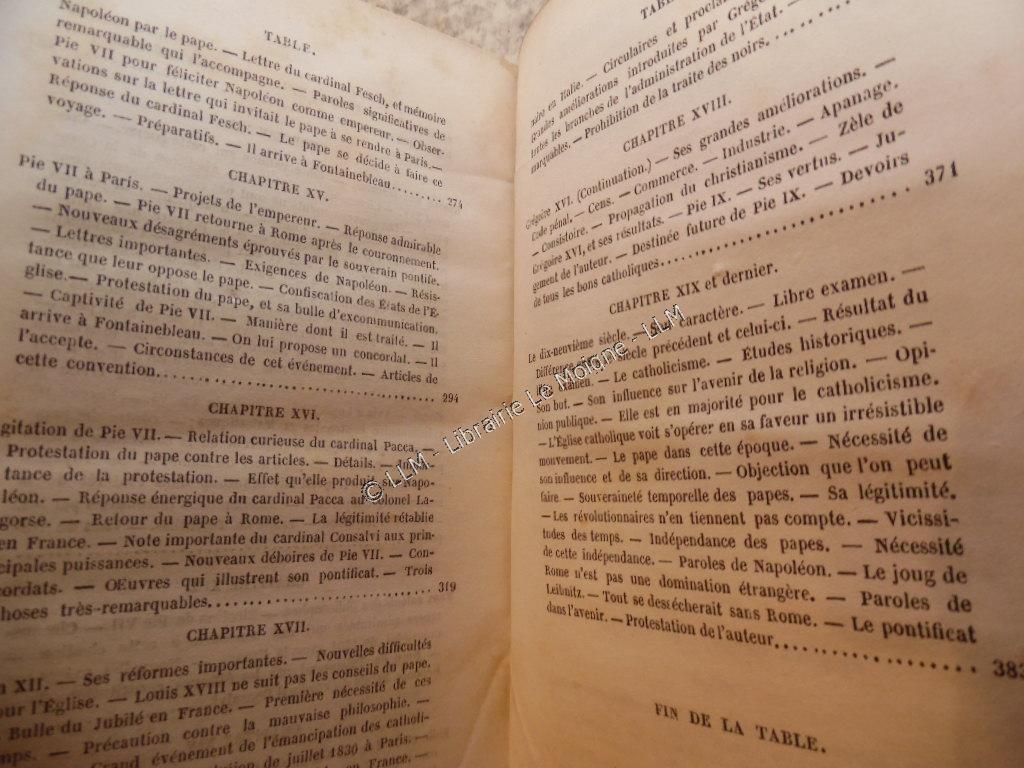 TABLE.
Napoléon par le pape. — Lettre du cardinal Fesch, et mémoire
remarquable qui l'accompagne. — Paroles significatives de
Pie VII pour féliciter Napoléon comme empereur. — Obser-
vations sur la lettre qui invitait le pape à se rendre à Paris. —
Réponse du cardinal Fesch. — Le pape se décide à faire ce
voyage. — Préparatifs. — Il arrive à Fontainebleau........ 274
CHAPITRE XV.
Pie VII à Paris. — Projets de l'empereur. — Réponse admirable
du pape. — Pie VII retourne à Rome après le couronnement.
— Nouveaux désagréments éprouvés par le souverain pontife.
— Lettres importantes. — Exigences de Napoléon. — Résis-
tance que leur oppose le pape. — Confiscation des États de l'É-
glise. — Protestation du pape, et sa bulle d'excommunication.
— Captivité de Pie VII. — Manière dont il est traité. — Il
arrive à Fontainebleau. — On lui propose un concordat. — Il
l'accepte. — Circonstances de cet événement. — Articles de
cette convention............................ 294
CHAPITRE XVI.
gitation de Pie VII. — Relation curieuse du cardinal Pacca. —
Protestation du pape contre les articles. — Détails. —
tance de la protestation. — Effet qu'elle produit sur Napo-
léon. — Réponse énergique du cardinal Pacca au colonel La-
gorse. — Retour du pape à Rome. — La légitimité rétablie
en France. — Note importante du cardinal Consalvi aux prin-
cipales puissances. — Nouveaux déboires de Pie VII. — Con-
cordats. — OEuvres qui illustrent son pontificat. — Trois
hoses très-remarquables....................... 319
CHAPITRE XVII.
n XII. — Ses réformes importantes. — Nouvelles difficultés
our l'Église. — Louis XVIII ne suit pas les conseils du pape.
Bulle du Jubilé en France. — Première nécessité de ces
mps. — Précaution contre la mauvaise philosophie. —
Grand événement de l'émancipation des catholi-
de juillet 1830 à Paris. —
en France. —
TABL
naire en Italie. — Circulaires et procla
grandes améliorations introduites par Grég
toutes les branches de l'administration de l'État. —
marquables. — Prohibition de la traite des noirs.........
CHAPITRE XVIII.
Grégoire XVI. (Continuation.) — Ses grandes améliorations. —
Code pénal. — Cens. — Commerce. — Industrie. — Apanage.
— Consistoire. — Propagation du christianisme. — Zèle de
Grégoire XVI, et ses résultats. — Pie IX. — Ses vertus. — Ju-
gement de l'auteur. — Destinée future de Pie IX. — Devoirs
de tous les bons catholiques........................ 371
CHAPITRE XIX et dernier.
Le dix-neuvième siècle. — Son caractère. — Libre examen. —
Différence siècle précédent et celui-ci. — Résultat du
libre examen. — Le catholicisme. — Études historiques. —
Son but. — Son influence sur l'avenir de la religion. — Opi-
nion publique. — Elle est en majorité pour le catholicisme.
— L'Église catholique voit s'opérer en sa faveur un irrésistible
mouvement. — Le pape dans cette époque. — Nécessité de
son influence et de sa direction. — Objection que l'on peut
faire. — Souveraineté temporelle des papes. — Sa légitimité.
— Les révolutionnaires n'en tiennent pas compte. — Vicissi-
tudes des temps. — Indépendance des papes. — Nécessité
de cette indépendance. — Paroles de Napoléon. — Le joug de
Rome n'est pas une domination étrangère. — Paroles de
Leibnitz. — Tout se dessécherait sans Rome. — Le pontificat
dans l'avenir. — Protestation de l'auteur.................. 383
FIN DE LA TABLE.
© LLM - Librairie Le Moigne - LLM